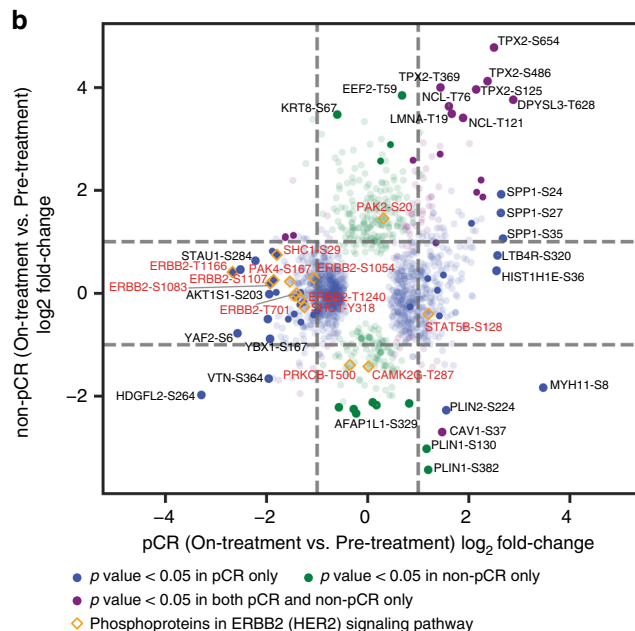 b
TPX2-S654
TPX2-T369
TPX2-S486
EEF2-T59
TPX2-S125
NCL-T76
DPYSL3-T628
KRT8-S67
LMNA-T19
NCL-T121
SPP1-S24
PAK2-S20
SPP1-S27
SPP1-S35
SHC1-S29
STAU1-S284
LTB4R-S320
ERBB2-T1166
PAK4-S167
ERBB2-S1054
ERBB2-S1107
HIST1H1E-S36
ERBB2-S1083
AKT1S1-S203
ERBB2-T1240
ERBB2-T701
SHC1-Y318
STAT5B-S128
YAF2-S6
YBX1-S167
PRKCB-T500
CAMK2G-T287
VTN-S364
MYH11-S8
HDGFL2-S264
PLIN2-S224
AFAP1L1-S329
CAV1-S37
PLIN1-S130
PLIN1-S382
4
2
0
−2
non-pCR (On-treatment vs. Pre-treatment)
log2 fold-change
−4 −2 0 2 4
pCR (On-treatment vs. Pre-treatment) log2 fold-change
p value < 0.05 in pCR only
p value < 0.05 in non-pCR only
p value < 0.05 in both pCR and non-pCR only
Phosphoproteins in ERBB2 (HER2) signaling pathway